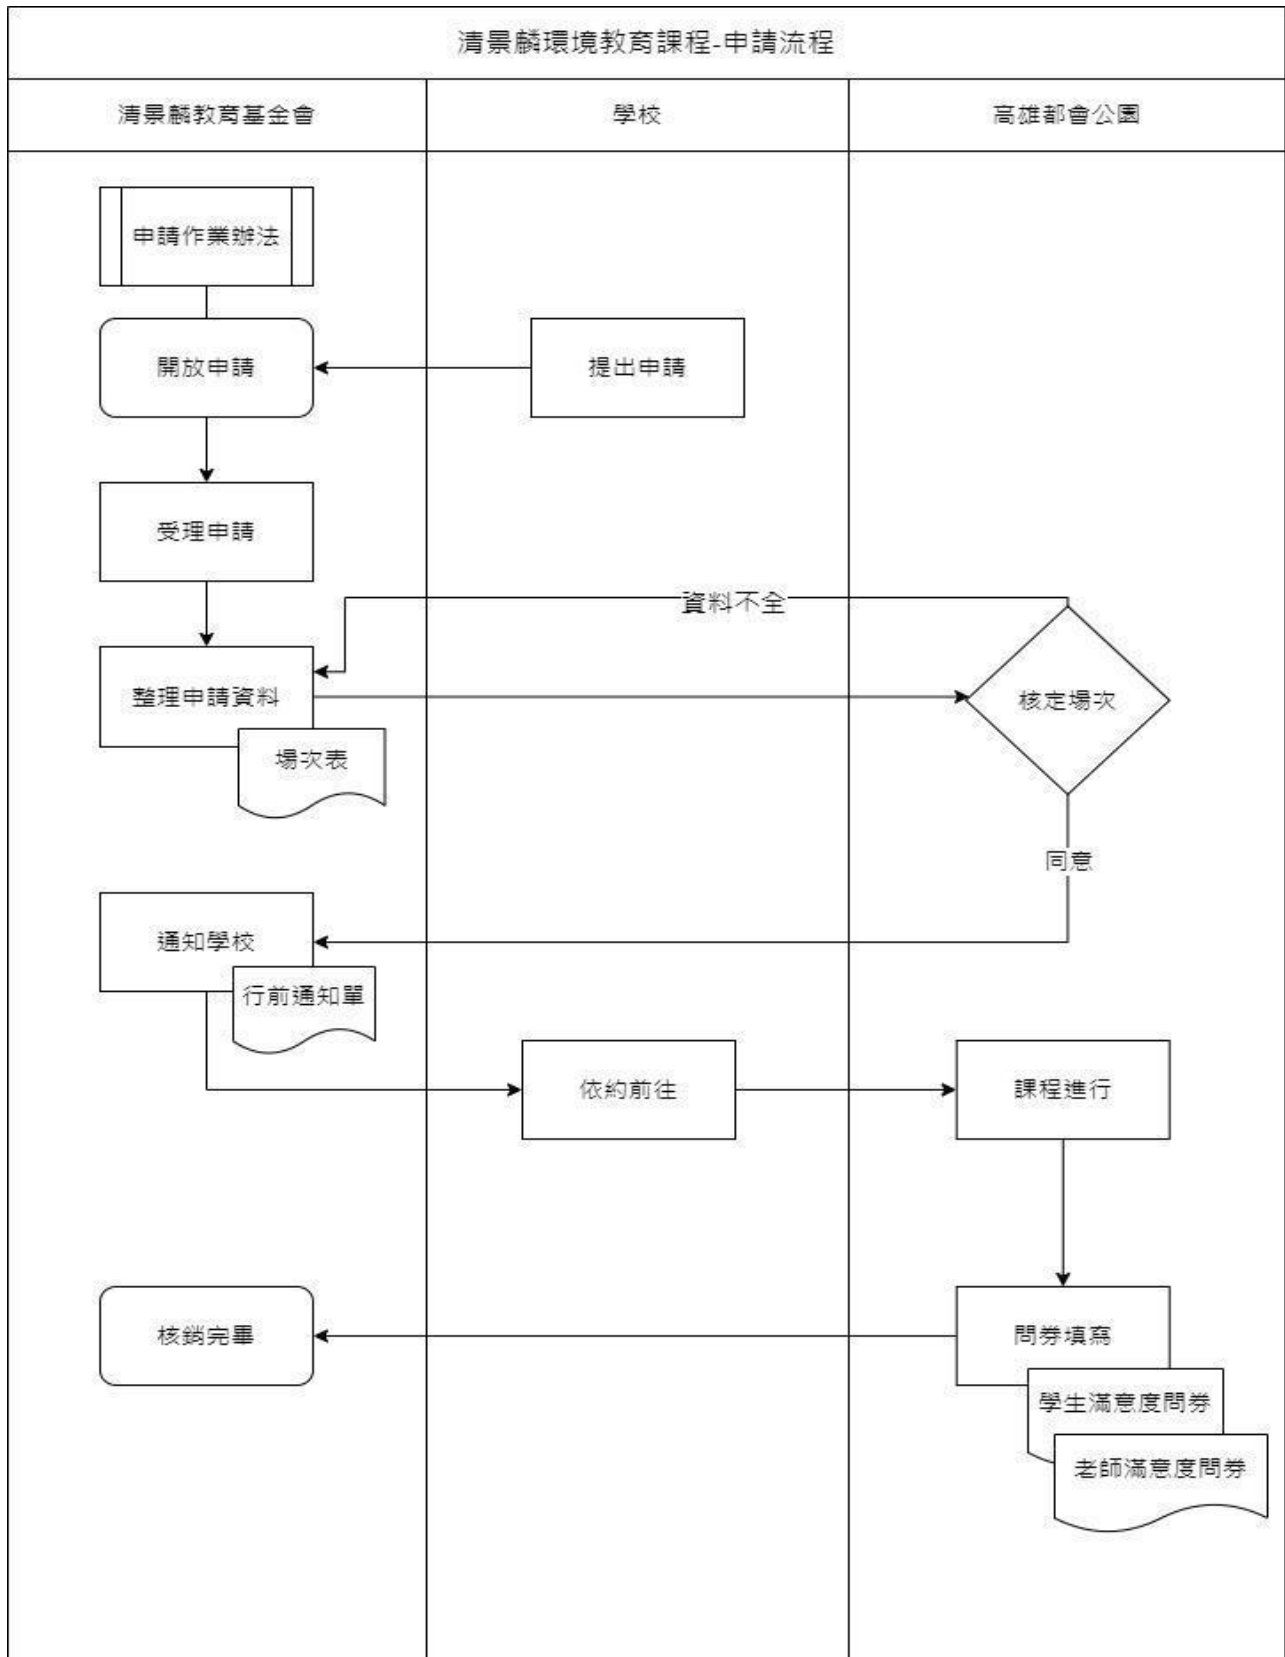 清景麟環境教育課程-申請流程
清景麟教育基金會
學校
高雄都會公園
申請作業辦法
開放申請
提出申請
受理申請
資料不全
整理申請資料
核定場次
場次表
同意
通知學校
行前通知單
依約前往
課程進行
核銷完畢
問券填寫
學生滿意度問券
老師滿意度問券